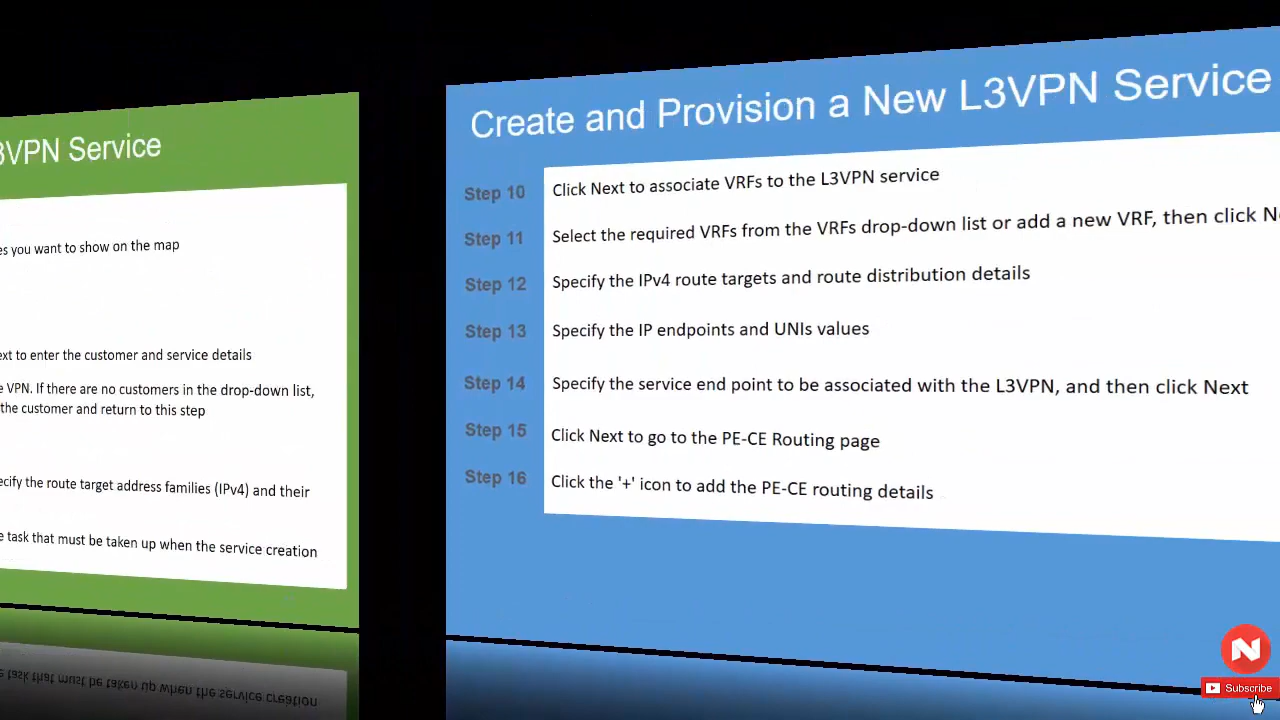 3VPN Service
es you want to show on the map
ext to enter the customer and service details
e VPN. If there are no customers in the drop-down list,
the customer and return to this step
ecify the route target address families (IPv4) and their
e task that must be taken up when the service creation
Create and Provision a New L3VPN Service
Step 10 Click Next to associate VRFs to the L3VPN service
Step 11 Select the required VRFs from the VRFs drop-down list or add a new VRF, then click Ne
Step 12 Specify the IPv4 route targets and route distribution details
Step 13 Specify the IP endpoints and UNIs values
Step 14 Specify the service end point to be associated with the L3VPN, and then click Next
Step 15 Click Next to go to the PE-CE Routing page
Step 16 Click the '+' icon to add the PE-CE routing details
N
Subscribe